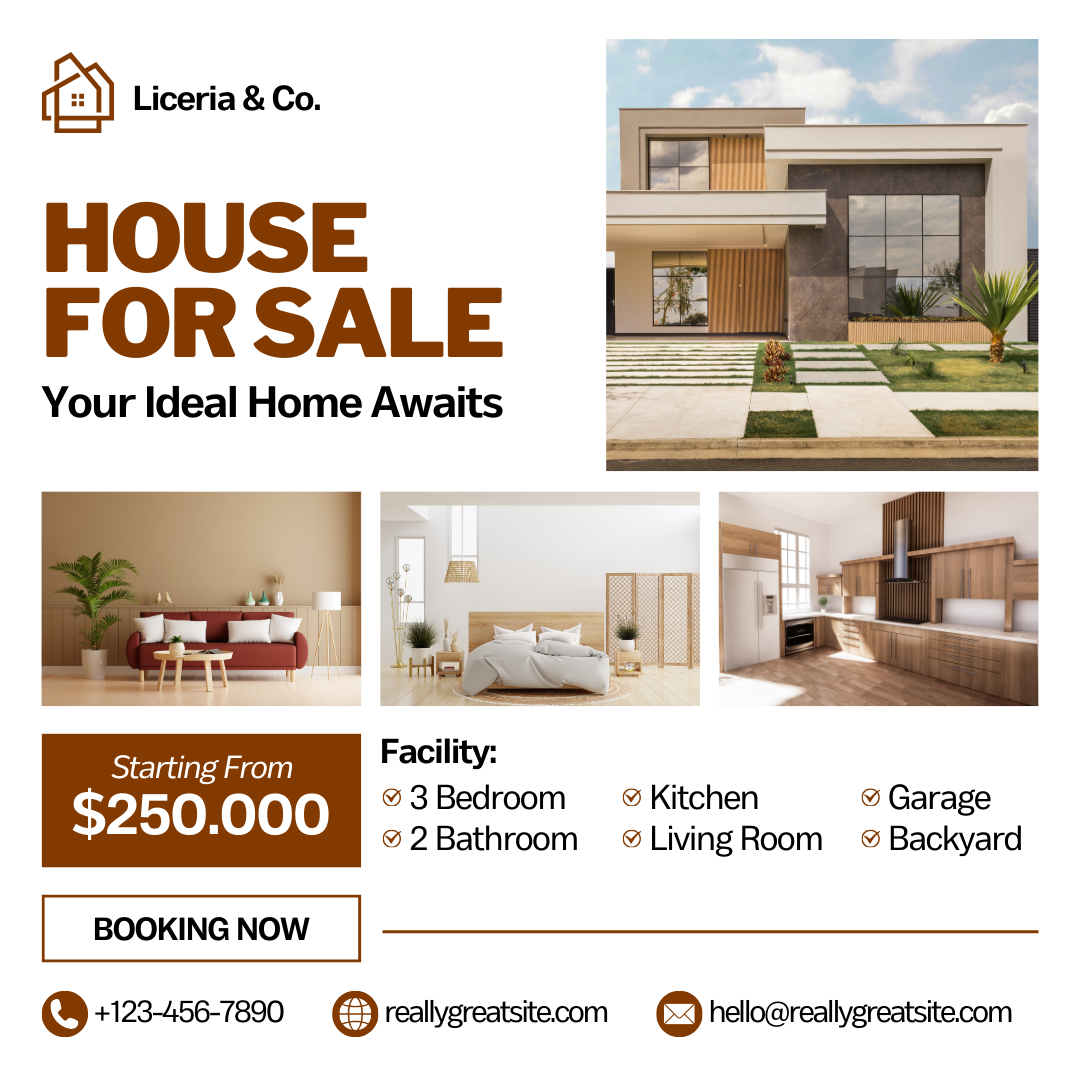 Liceria & Co.
HOUSE
FOR SALE
Your Ideal Home Awaits
Starting From
$250.000
Facility:
3 Bedroom
2 Bathroom
Kitchen
Living Room
Garage
Backyard
BOOKING NOW
+123-456-7890
reallygreatsite.com
hello@reallygreatsite.com